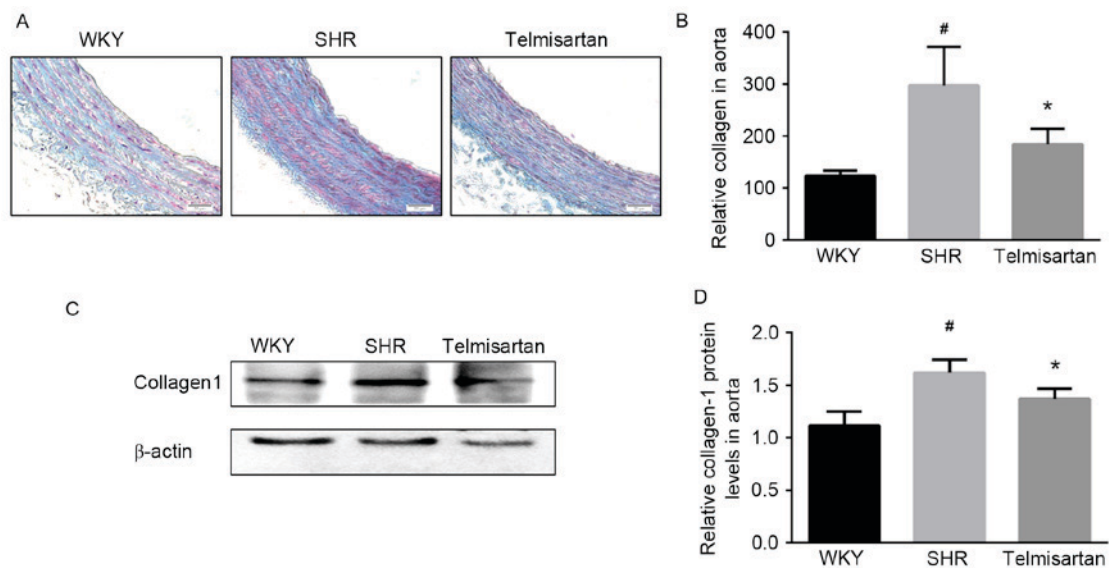 A
WKY
SHR
Telmisartan
B
Relative collagen in aorta
400
300
200
100
0
#
*
WKY
SHR
Telmisartan
C
WKY
SHR
Telmisartan
Collagen1
β-actin
D
Relative collagen-1 protein
levels in aorta
2.0
1.5
1.0
0.5
0.0
#
*
WKY
SHR
Telmisartan